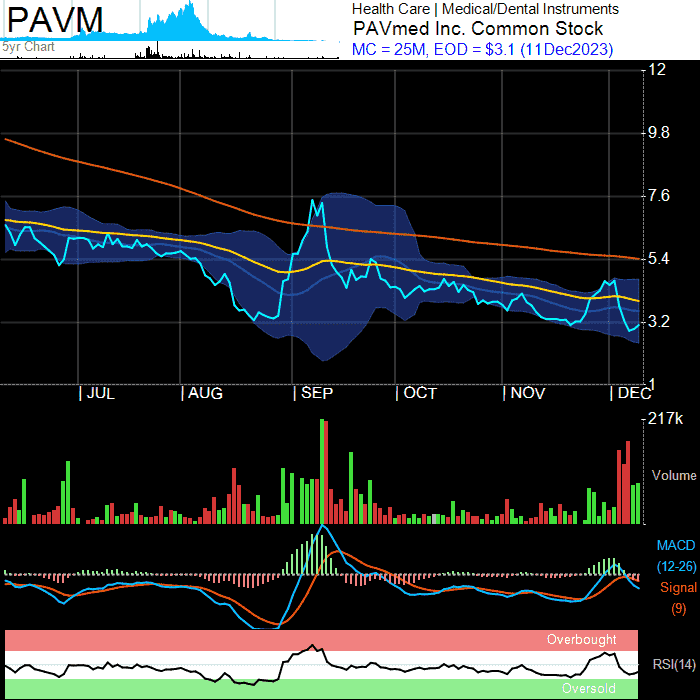 PAVM
5yr Chart
Health Care | Medical/Dental Instruments
PAVmed Inc. Common Stock
MC = 25M, EOD = $3.1 (11Dec2023)
12
9.8
7.6
5.4
3.2
1
| JUL | AUG | SEP | OCT | NOV | DEC
217k
Volume
MACD
(12-26)
Signal
(9)
Overbought
RSI(14)
Oversold